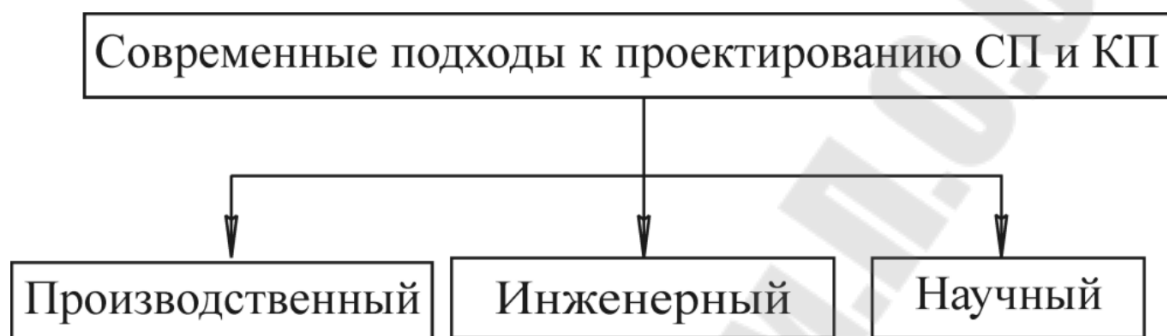 Современные подходы к проектированию СП и КП
Производственный
Инженерный
Научный